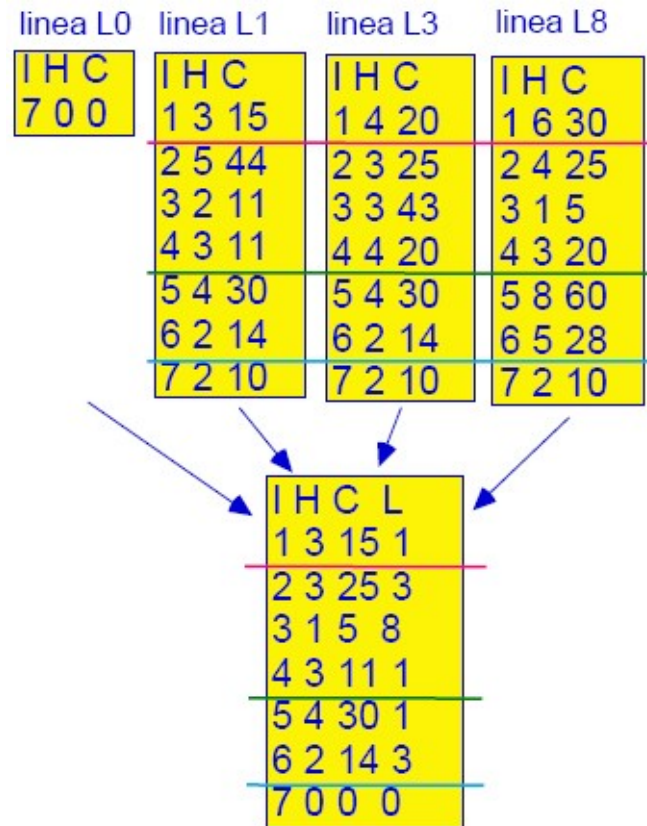 linea L0
I H C
7 0 0
linea L1
I H C
1 3 15
2 5 44
3 2 11
4 3 11
5 4 30
6 2 14
7 2 10
linea L3
I H C
1 4 20
2 3 25
3 3 43
4 4 20
5 4 30
6 2 14
7 2 10
linea L8
I H C
1 6 30
2 4 25
3 1 5
4 3 20
5 8 60
6 5 28
7 2 10
I H C L
1 3 15 1
2 3 25 3
3 1 5 8
4 3 11 1
5 4 30 1
6 2 14 3
7 0 0 0